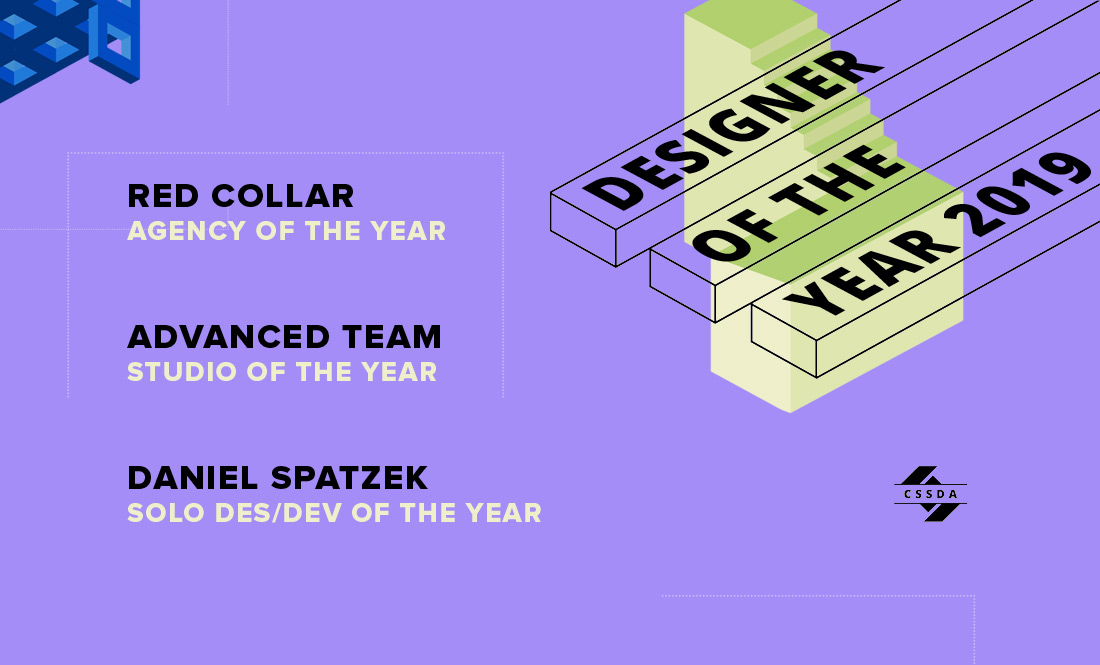 DESIGNER
OF THE
YEAR 2019
RED COLLAR
AGENCY OF THE YEAR
ADVANCED TEAM
STUDIO OF THE YEAR
DANIEL SPATZEK
SOLO DES/DEV OF THE YEAR
CSSDA